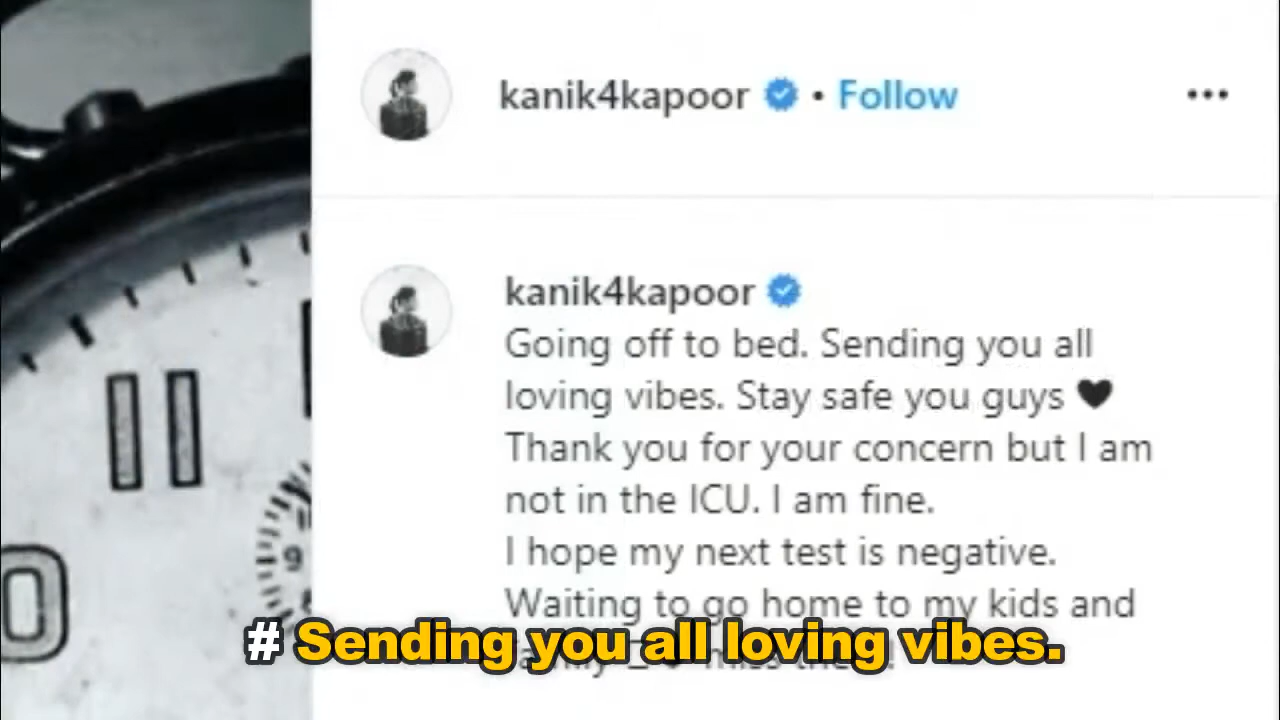 kanik4kapoor • Follow •••
kanik4kapoor
Going off to bed. Sending you all
loving vibes. Stay safe you guys 🖤
Thank you for your concern but I am
not in the ICU. I am fine.
I hope my next test is negative.
Waiting to go home to my kids and
# Sending you all loving vibes.
II
0